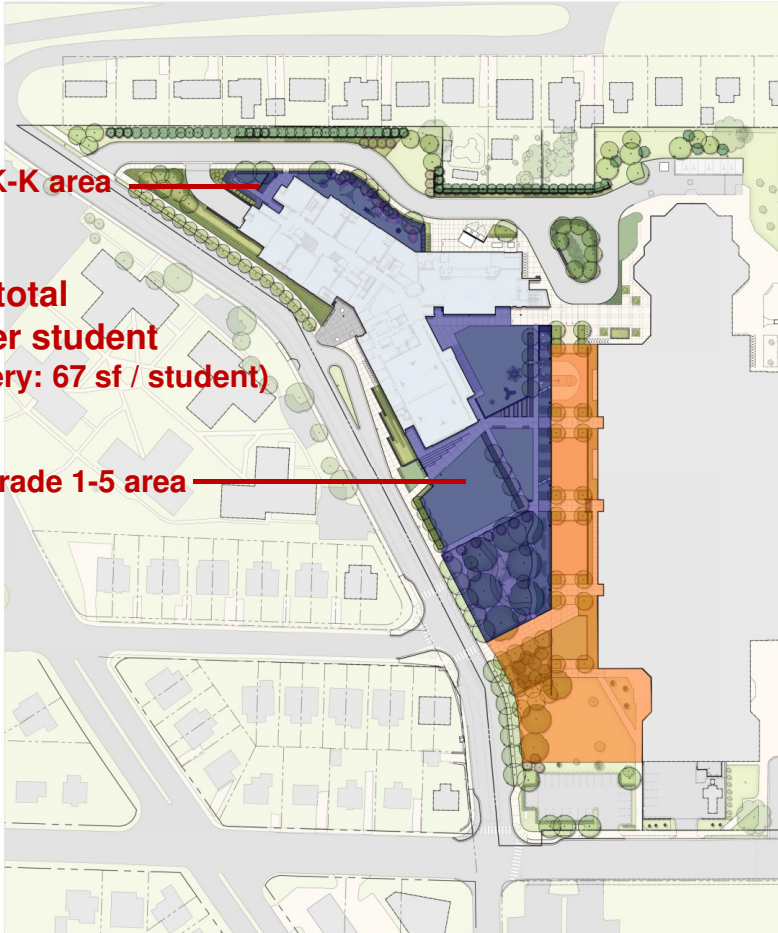 K-K area
total
er student
ery: 67 sf / student)
rade 1-5 area